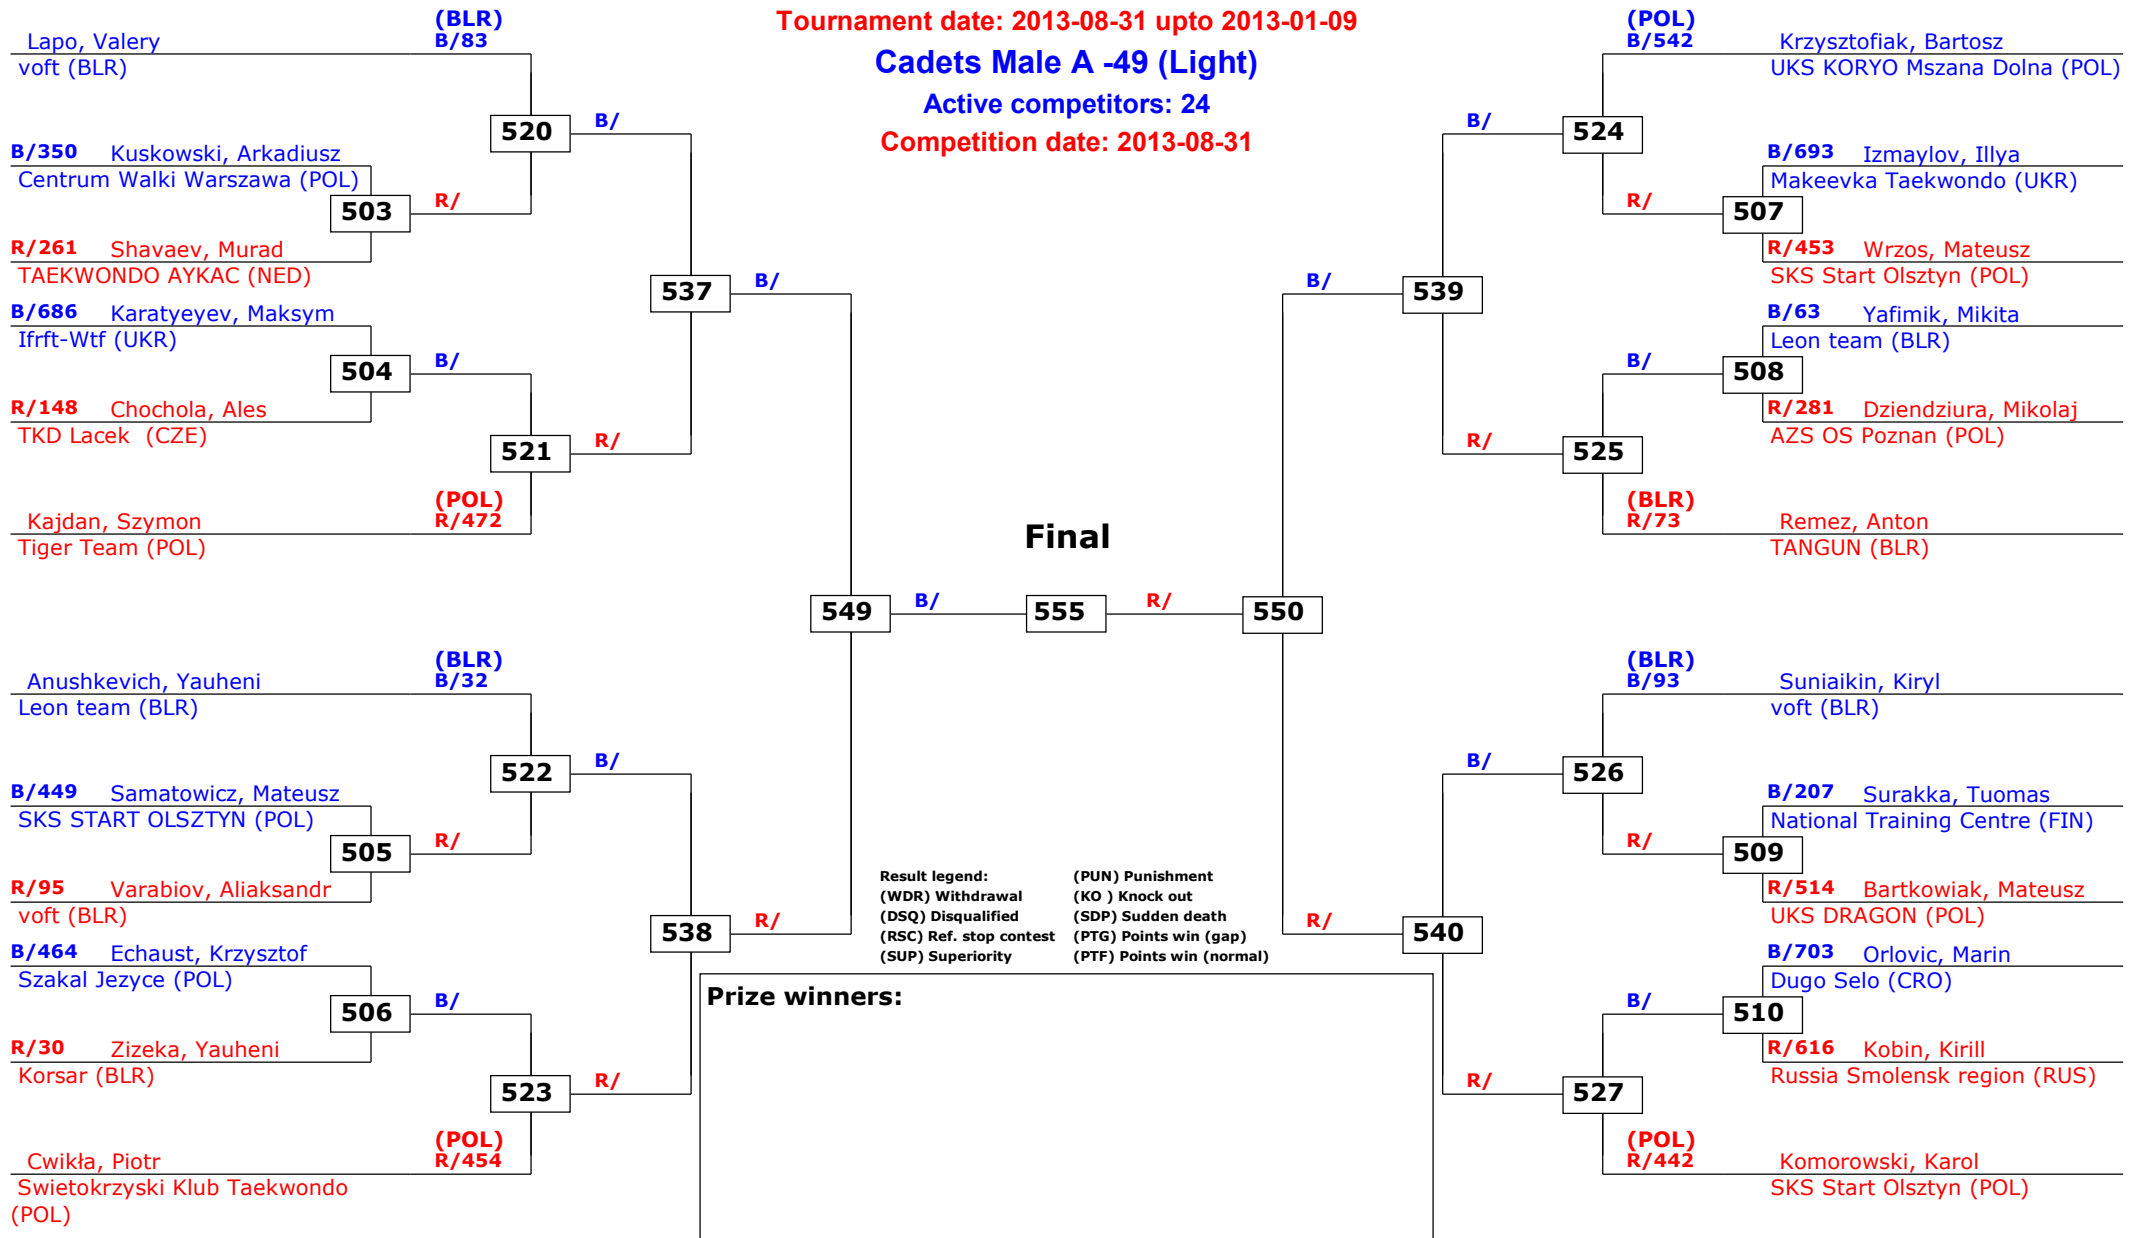 Tournament date: 2013-08-31 upto 2013-01-09
Cadets Male A -49 (Light)
Active competitors: 24
Competition date: 2013-08-31
(BLR)
Lapo, Valery B/83
voft (BLR)
520 B/
B/350 Kuskowski, Arkadiusz
Centrum Walki Warszawa (POL)
503 R/
R/261 Shavaev, Murad
TAEKWONDO AYKAC (NED)
537 B/
B/686 Karatyeyev, Maksym
Ifrft-Wtf (UKR)
504 B/
R/148 Chochola, Ales
TKD Lacek (CZE)
521 R/
(POL)
Kajdan, Szymon R/472
Tiger Team (POL)
549 B/
(BLR)
Anushkevich, Yauheni B/32
Leon team (BLR)
522 B/
B/449 Samatowicz, Mateusz
SKS START OLSZTYN (POL)
505 R/
R/95 Varabiov, Aliaksandr
voft (BLR)
538 R/
B/464 Echaust, Krzysztof
Szakal Jezyce (POL)
506 B/
R/30 Zizeka, Yauheni
Korsar (BLR)
523 R/
(POL)
Cwikła, Piotr R/454
Swietokrzyski Klub Taekwondo
(POL)
Final
555
(POL)
B/542 Krzysztofiak, Bartosz
UKS KORYO Mszana Dolna (POL)
B/ 524
B/693 Izmaylov, Illya
Makeevka Taekwondo (UKR)
R/ 507
R/453 Wrzos, Mateusz
SKS Start Olsztyn (POL)
B/ 539
B/63 Yafimik, Mikita
Leon team (BLR)
B/ 508
R/281 Dziendziura, Mikolaj
AZS OS Poznan (POL)
R/ 525
(BLR)
R/73 Remez, Anton
TANGUN (BLR)
R/ 550
(BLR)
B/93 Suniaikin, Kiryl
voft (BLR)
B/ 526
B/207 Surakka, Tuomas
National Training Centre (FIN)
R/ 509
R/514 Bartkowiak, Mateusz
UKS DRAGON (POL)
R/ 540
B/703 Orlovic, Marin
Dugo Selo (CRO)
B/ 510
R/616 Kobin, Kirill
Russia Smolensk region (RUS)
R/ 527
(POL)
R/442 Komorowski, Karol
SKS Start Olsztyn (POL)
Result legend: (PUN) Punishment
(WDR) Withdrawal (KO ) Knock out
(DSQ) Disqualified (SDP) Sudden death
(RSC) Ref. stop contest (PTG) Points win (gap)
(SUP) Superiority (PTF) Points win (normal)
Prize winners: